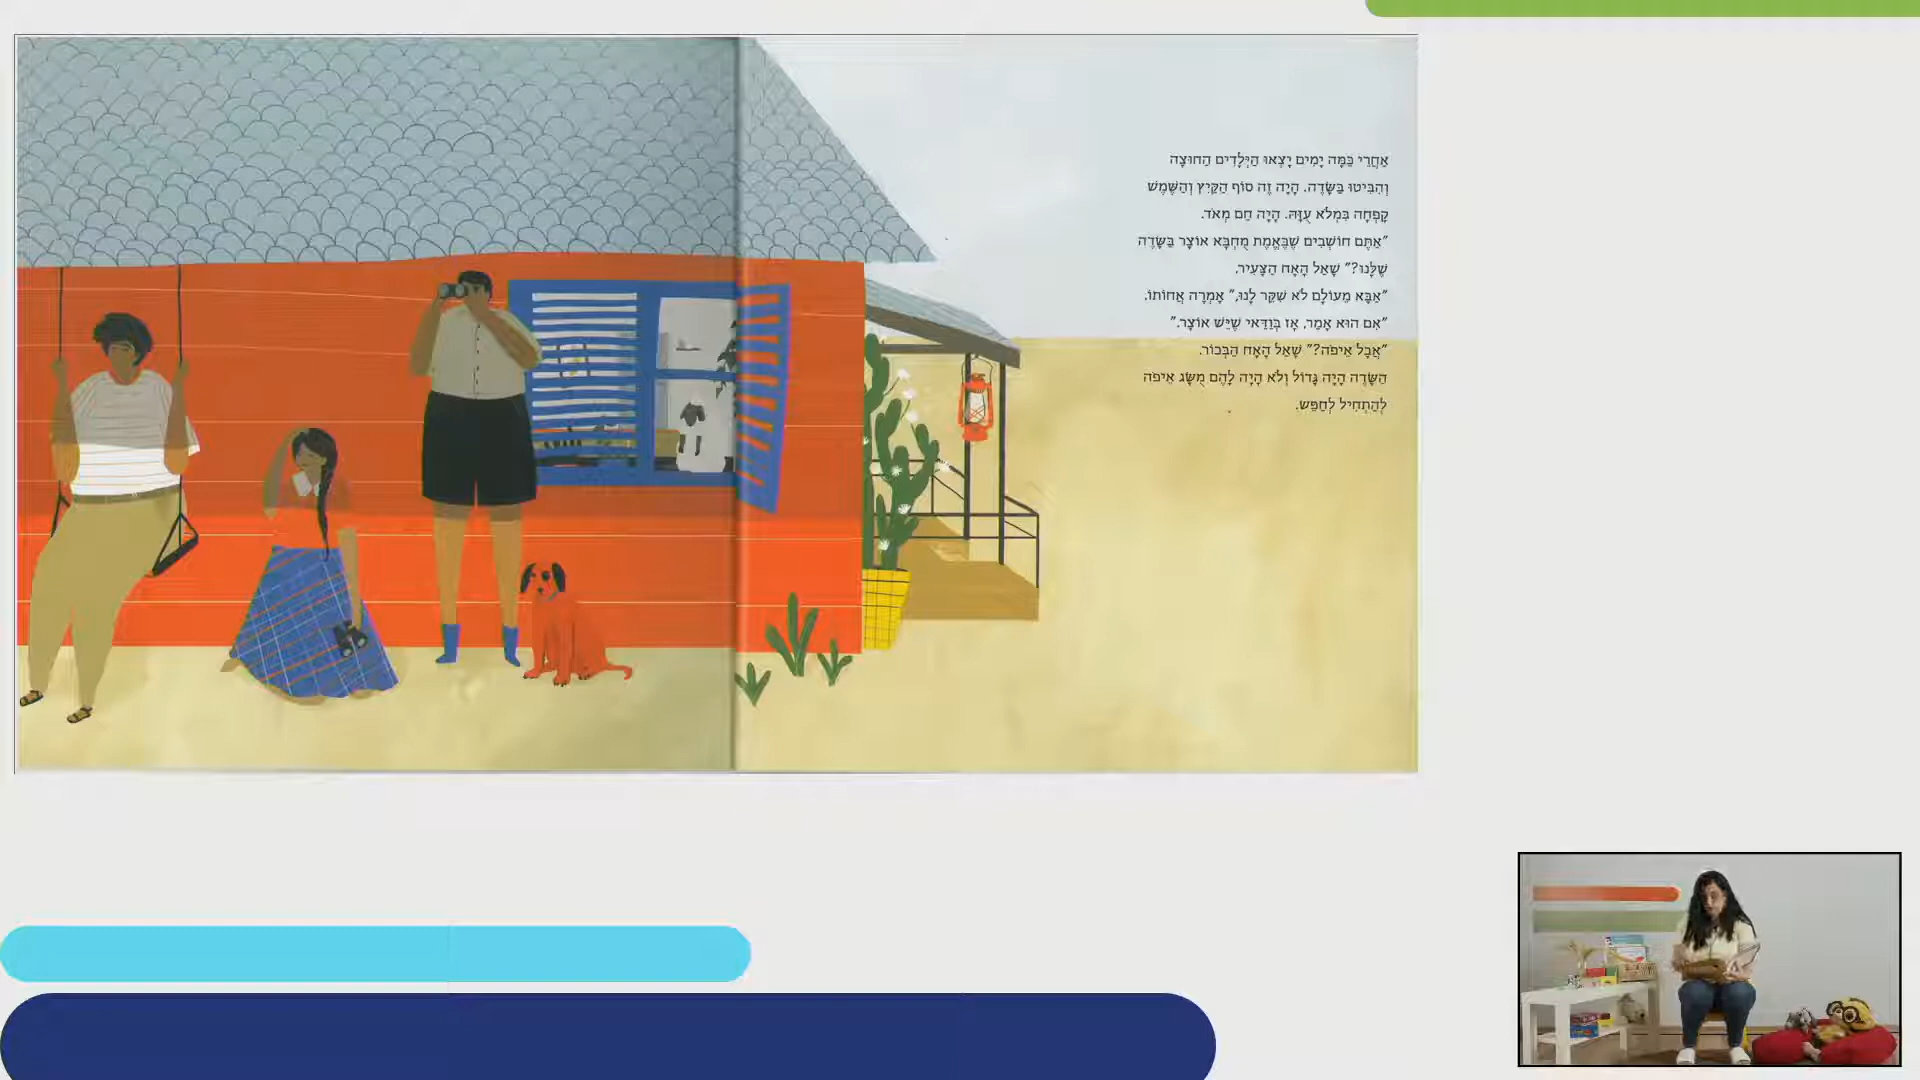 אַחֲרֵי כַּמָּה יָמִים יָצְאוּ הַיְּלָדִים הַחוּצָה
וְהִבִּיטוּ בַּשָּׂדֶה. הָיָה זֶה סוֹף הַקַּיִץ וְהַשֶּׁמֶשׁ
קָפְחָה בִּמְלֹא עֻזָּהּ. הָיָה חַם מְאֹד.
"אַתֶּם חוֹשְׁבִים שֶׁבֶּאֱמֶת מֻחְבָּא אוֹצָר בַּשָּׂדֶה
שֶׁלָּנוּ?" שָׁאַל הָאָח הַצָּעִיר.
"אַבָּא מֵעוֹלָם לֹא שִׁקֵּר לָנוּ," אָמְרָה אֲחוֹתוֹ.
"אִם הוּא אָמַר, אָז בְּוַדַּאי שֶׁיֵּשׁ אוֹצָר."
"אֲבָל אֵיפֹה?" שָׁאַל הָאָח הַבְּכוֹר.
הַשָּׂדֶה הָיָה גָּדוֹל וְלֹא הָיָה לָהֶם מֻשָּׂג אֵיפֹה
לְהַתְחִיל לְחַפֵּשׂ.